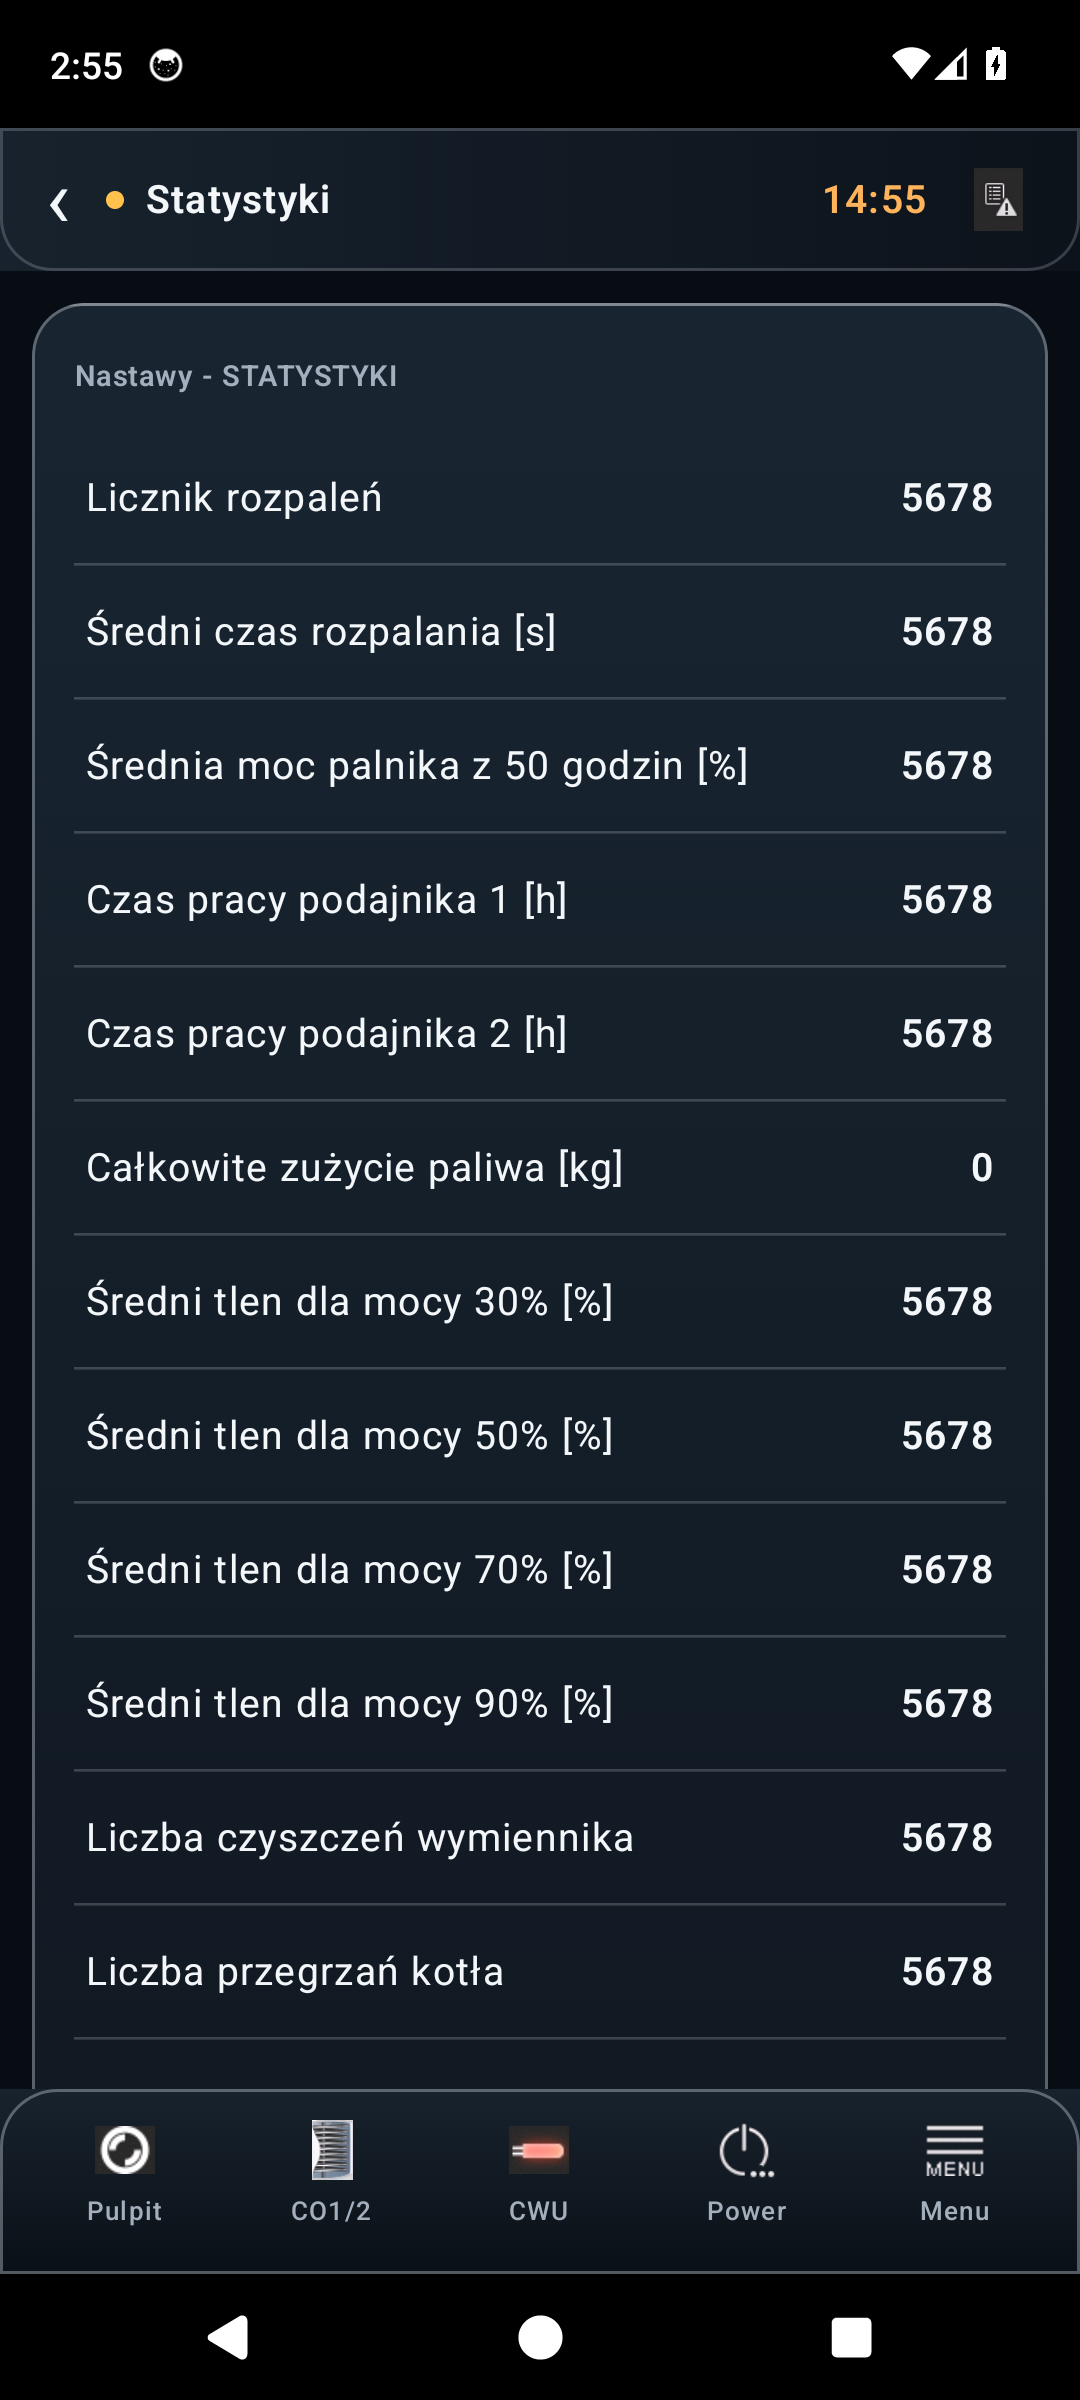 2:55
Statystyki
14:55
Nastawy - STATYSTYKI
Licznik rozpaleń 5678
Średni czas rozpalania [s] 5678
Średnia moc palnika z 50 godzin [%] 5678
Czas pracy podajnika 1 [h] 5678
Czas pracy podajnika 2 [h] 5678
Całkowite zużycie paliwa [kg] 0
Średni tlen dla mocy 30% [%] 5678
Średni tlen dla mocy 50% [%] 5678
Średni tlen dla mocy 70% [%] 5678
Średni tlen dla mocy 90% [%] 5678
Liczba czyszczeń wymiennika 5678
Liczba przegrzań kotła 5678
MENU
Pulpit CO1/2 CWU Power Menu